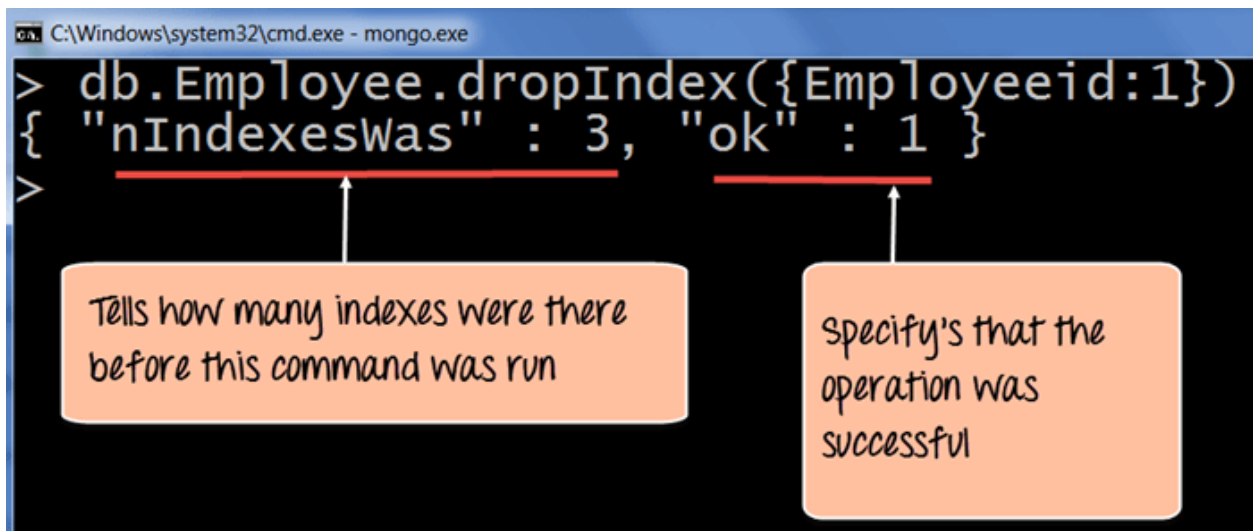 C:\Windows\system32\cmd.exe - mongo.exe
> db.Employee.dropIndex({Employeeid:1})
{ "nIndexesWas" : 3, "ok" : 1 }
>
Tells how many indexes were there
before this command was run
Specify's that the
operation was
successful